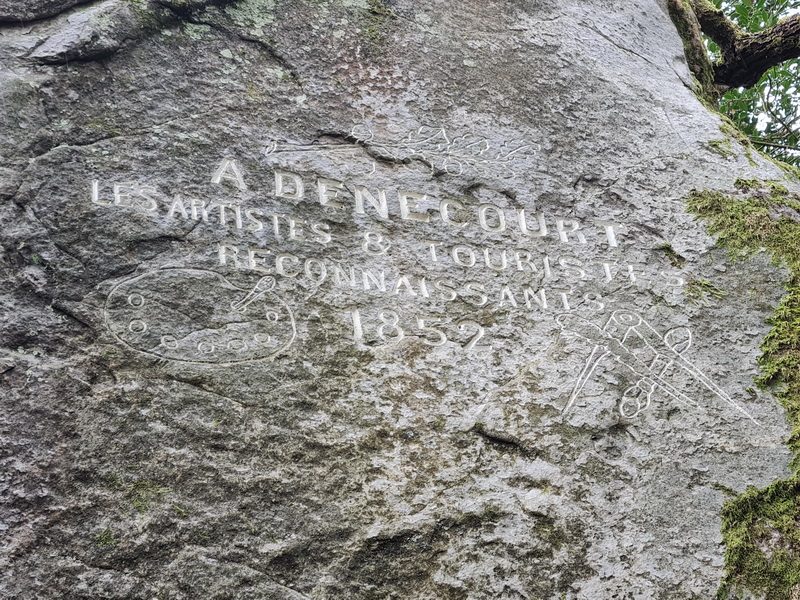 A DENECOURT
LES ARTISTES & TOURISTES
RECONNAISSANTS
1852